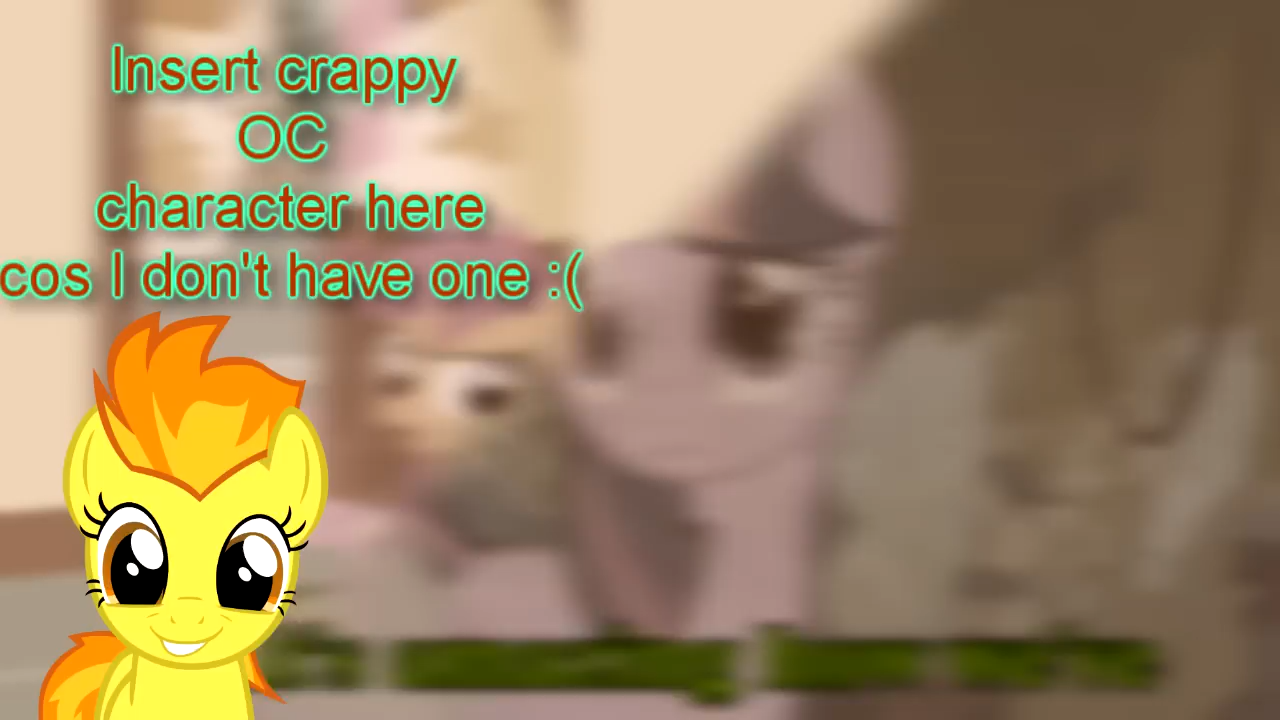 Insert crappy
OC
character here
cos I don't have one :(